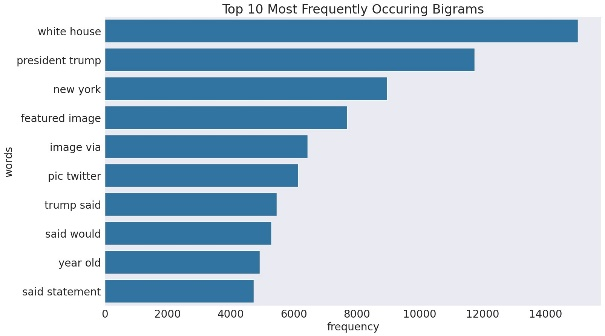 Top 10 Most Frequently Occuring Bigrams
words
white house
president trump
new york
featured image
image via
pic twitter
trump said
said would
year old
said statement
0 2000 4000 6000 8000 10000 12000 14000
frequency